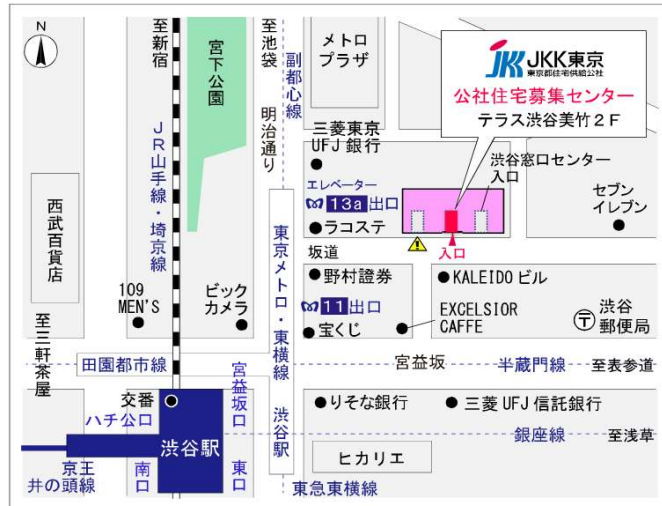 N
至新宿
宮下公園
至池袋
明治通り
副都心線
メトロ
プラザ
JKK JKK東京
東京都住宅供給公社
公社住宅募集センター
テラス渋谷美竹2F
三菱東京
UFJ銀行
渋谷窓口センター
入口
エレベーター
13a出口
ラコステ
セブン
イレブン
入口
JR山手線・埼京線
西武百貨店
東京メトロ・東横線
坂道
野村證券
KALEIDOビル
109
MEN'S
ビック
カメラ
11出口
宝くじ
EXCELSIOR
CAFFE
渋谷
郵便局
至三軒茶屋
田園都市線
宮益坂
半蔵門線
至表参道
宮益坂口
交番
ハチ公口
渋谷駅
渋谷駅
りそな銀行
三菱UFJ信託銀行
銀座線
至浅草
京王
井の頭線
南口
東口
ヒカリエ
東急東横線